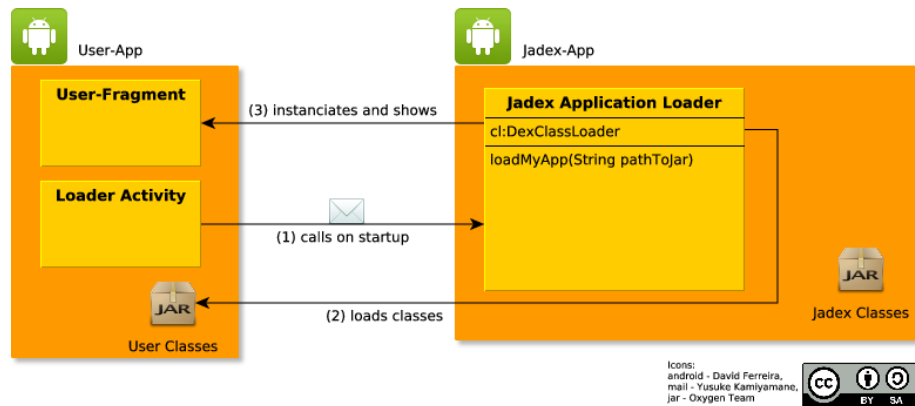 User-App
Jadex-App
User-Fragment
(3) instanciates and shows
Jadex Application Loader
cl:DexClassLoader
loadMyApp(String pathToJar)
Loader Activity
(1) calls on startup
JAR
User Classes
(2) loads classes
JAR
Jadex Classes
Icons:
android - David Ferreira,
mail - Yusuke Kamiyamane,
jar - Oxygen Team
cc
BY SA